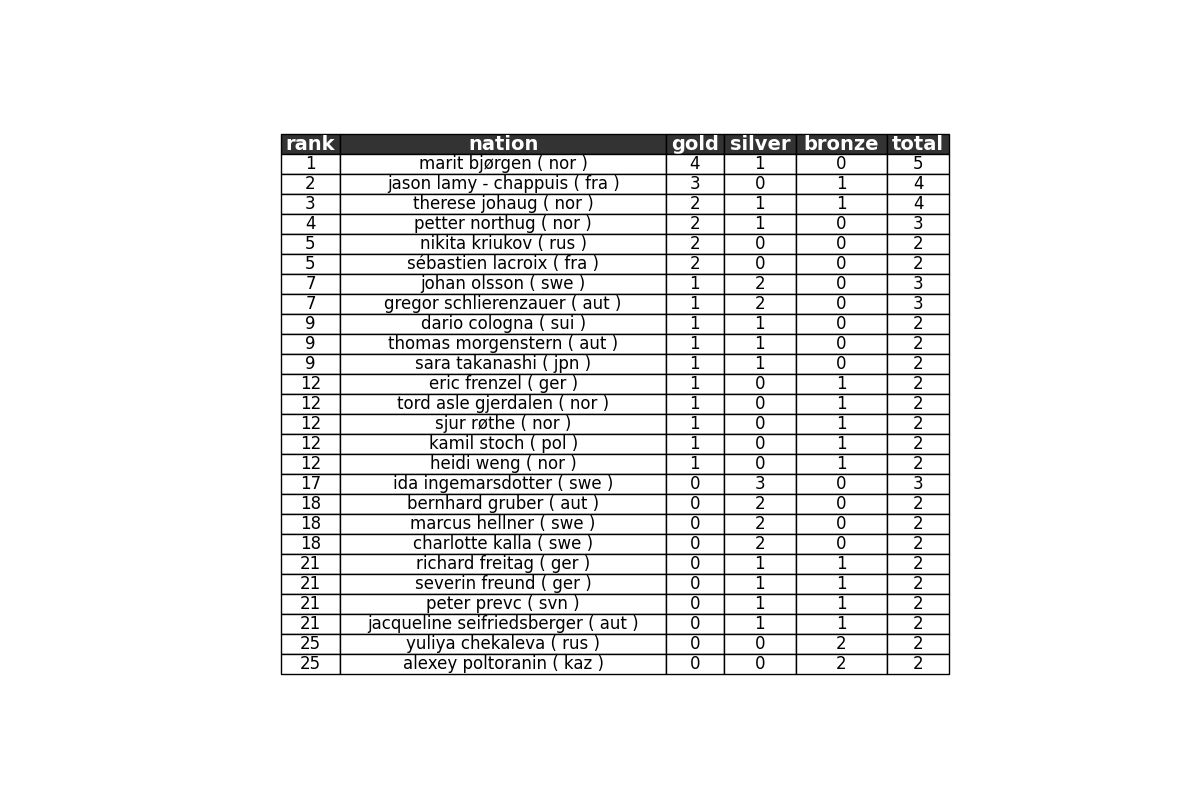 rank nation gold silver bronze total
1 marit bjørgen ( nor ) 4 1 0 5
2 jason lamy - chappuis ( fra ) 3 0 1 4
3 therese johaug ( nor ) 2 1 1 4
4 petter northug ( nor ) 2 1 0 3
5 nikita kriukov ( rus ) 2 0 0 2
5 sébastien lacroix ( fra ) 2 0 0 2
7 johan olsson ( swe ) 1 2 0 3
7 gregor schlierenzauer ( aut ) 1 2 0 3
9 dario cologna ( sui ) 1 1 0 2
9 thomas morgenstern ( aut ) 1 1 0 2
9 sara takanashi ( jpn ) 1 1 0 2
12 eric frenzel ( ger ) 1 0 1 2
12 tord asle gjerdalen ( nor ) 1 0 1 2
12 sjur røthe ( nor ) 1 0 1 2
12 kamil stoch ( pol ) 1 0 1 2
12 heidi weng ( nor ) 1 0 1 2
17 ida ingemarsdotter ( swe ) 0 3 0 3
18 bernhard gruber ( aut ) 0 2 0 2
18 marcus hellner ( swe ) 0 2 0 2
18 charlotte kalla ( swe ) 0 2 0 2
21 richard freitag ( ger ) 0 1 1 2
21 severin freund ( ger ) 0 1 1 2
21 peter prevc ( svn ) 0 1 1 2
21 jacqueline seifriedsberger ( aut ) 0 1 1 2
25 yuliya chekaleva ( rus ) 0 0 2 2
25 alexey poltoranin ( kaz ) 0 0 2 2